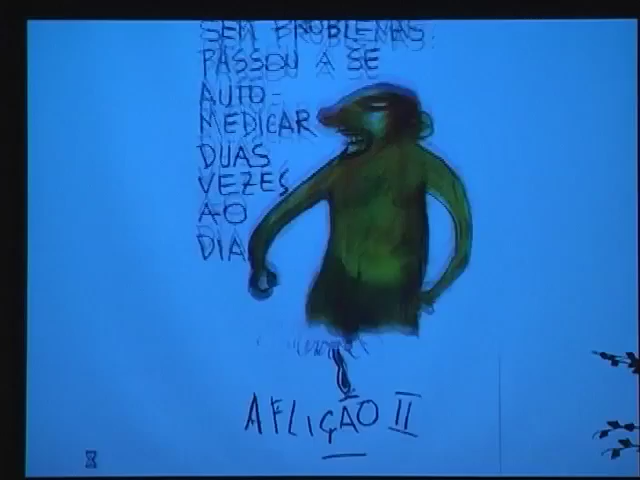 SEM PROBLEMAS
PASSOU A SE
AUTO-
MEDICAR
DUAS
VEZES
AO
DIA
AFLIÇÃO II